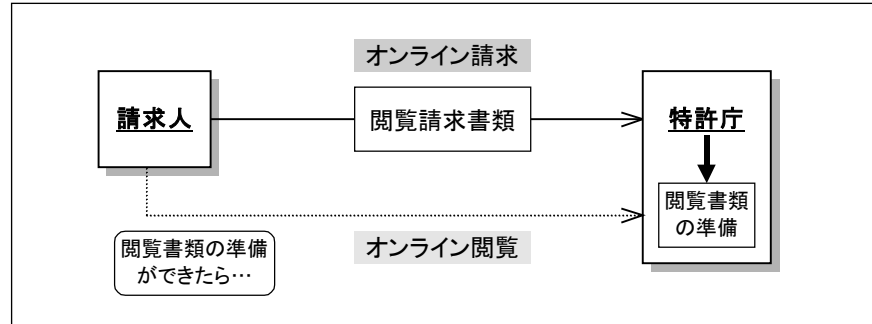 オンライン請求
請求人
閲覧請求書類
特許庁
閲覧書類
の準備
閲覧書類の準備
ができたら…
オンライン閲覧